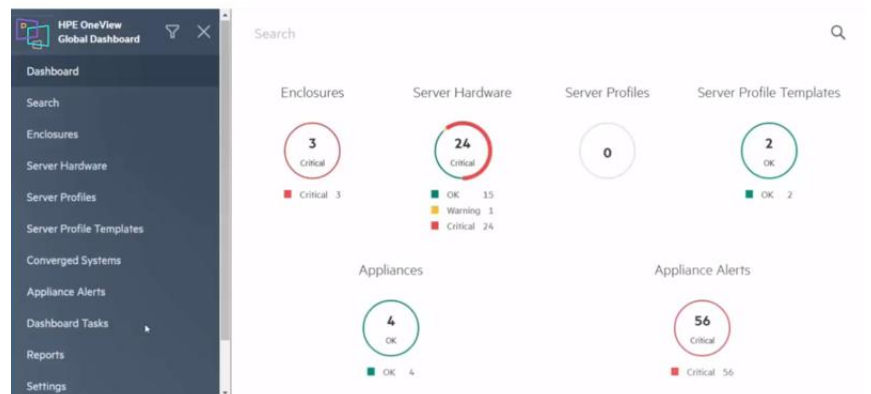 HPE OneView
Global Dashboard
Dashboard
Search
Enclosures
Server Hardware
Server Profiles
Server Profile Templates
Converged Systems
Appliance Alerts
Dashboard Tasks
Reports
Settings
Search
Enclosures
3
Critical
Critical 3
Server Hardware
24
Critical
OK 15
Warning 1
Critical 24
Server Profiles
0
Server Profile Templates
2
OK
OK 2
Appliances
4
OK
OK 4
Appliance Alerts
56
Critical
Critical 56